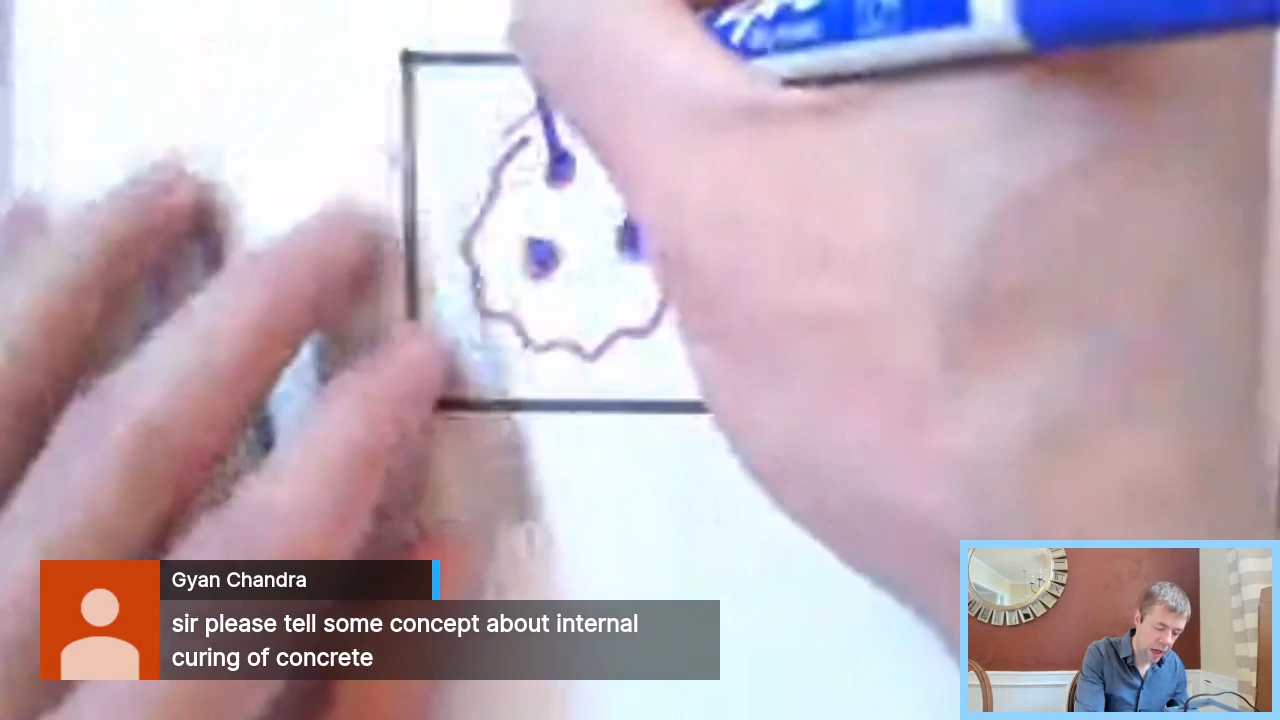 Gyan Chandra
sir please tell some concept about internal
curing of concrete